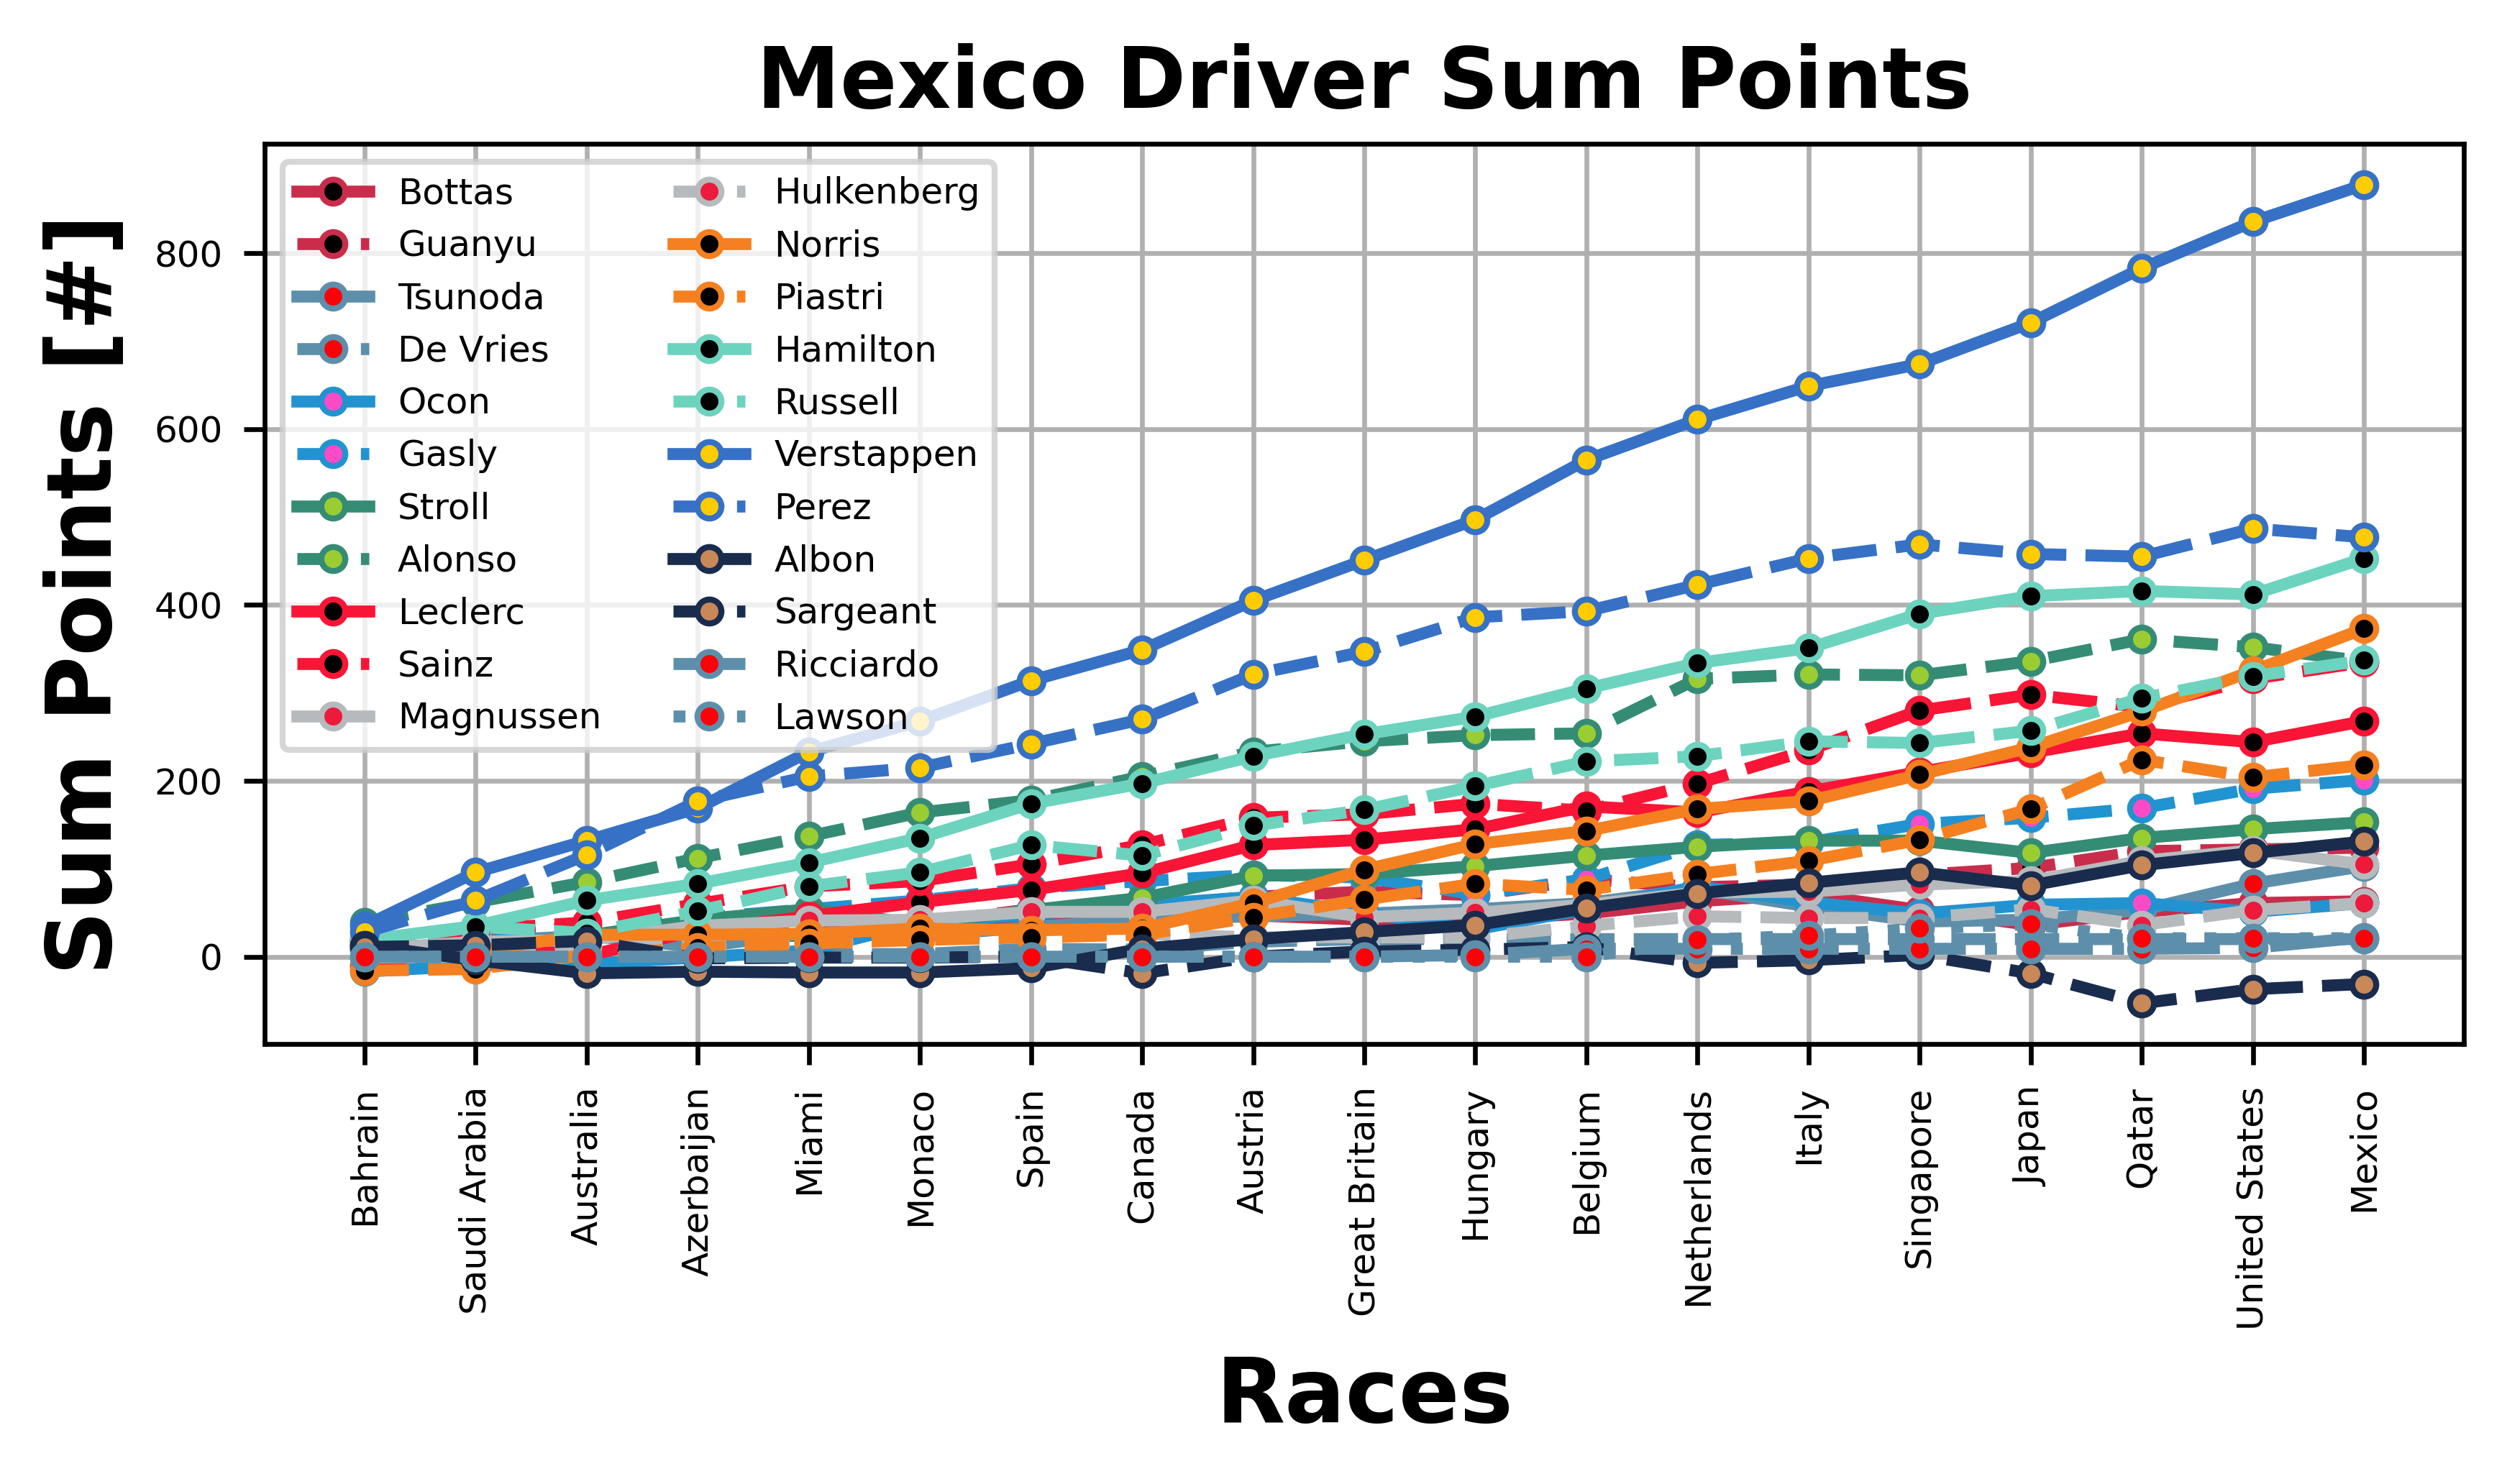 Mexico Driver Sum Points
Sum Points [#]
800
600
400
200
0
Bottas
Guanyu
Tsunoda
De Vries
Ocon
Gasly
Stroll
Alonso
Leclerc
Sainz
Magnussen
Hulkenberg
Norris
Piastri
Hamilton
Russell
Verstappen
Perez
Albon
Sargeant
Ricciardo
Lawson
Bahrain
Saudi Arabia
Australia
Azerbaijan
Miami
Monaco
Spain
Canada
Austria
Great Britain
Hungary
Belgium
Netherlands
Italy
Singapore
Japan
Qatar
United States
Mexico
Races